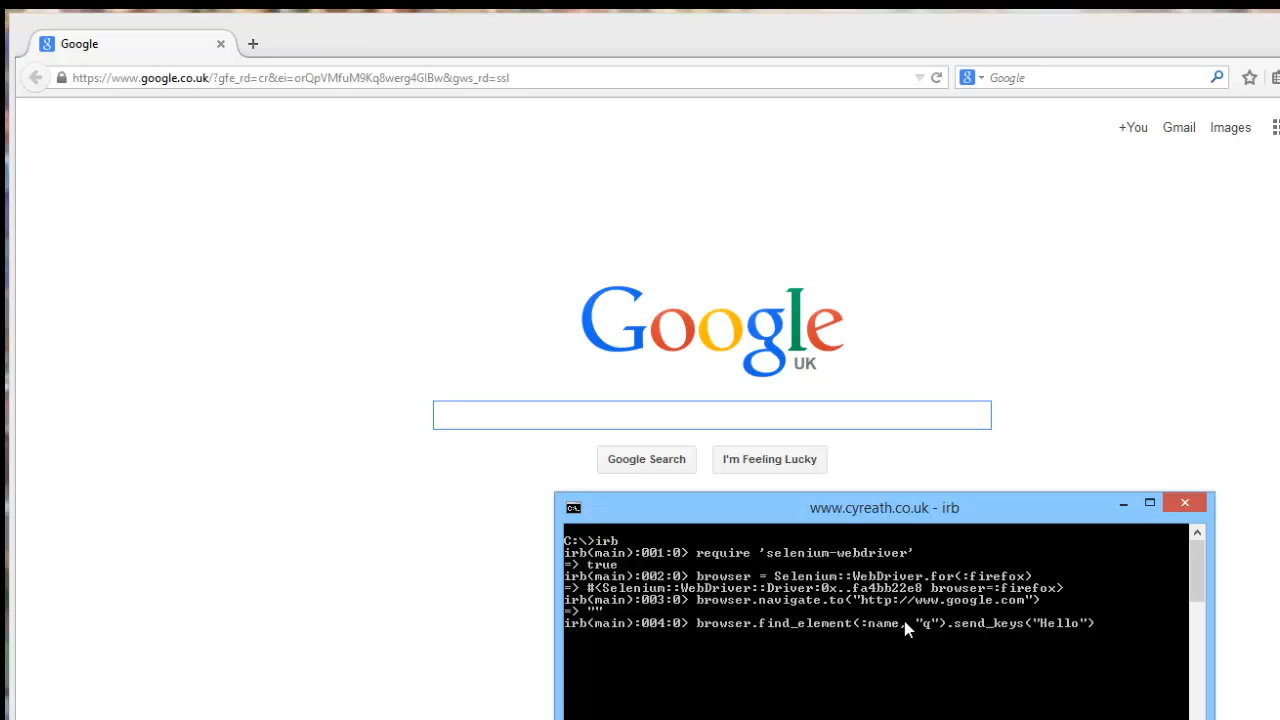 Google
https://www.google.co.uk/?gfe_rd=cr&ei=orQpVMfuM9Kq8werg4GIBw&gws_rd=ssl
Google
+You Gmail Images
Google
UK
Google Search I'm Feeling Lucky
www.cyreath.co.uk - irb
C:\>irb
irb(main):001:0> require 'selenium-webdriver'
=> true
irb(main):002:0> browser = Selenium::WebDriver.for(:firefox)
=> #<Selenium::WebDriver::Driver:0x..fa4bb22e8 browser=:firefox>
irb(main):003:0> browser.navigate.to("http://www.google.com")
=> ""
irb(main):004:0> browser.find_element(:name, "q").send_keys("Hello")